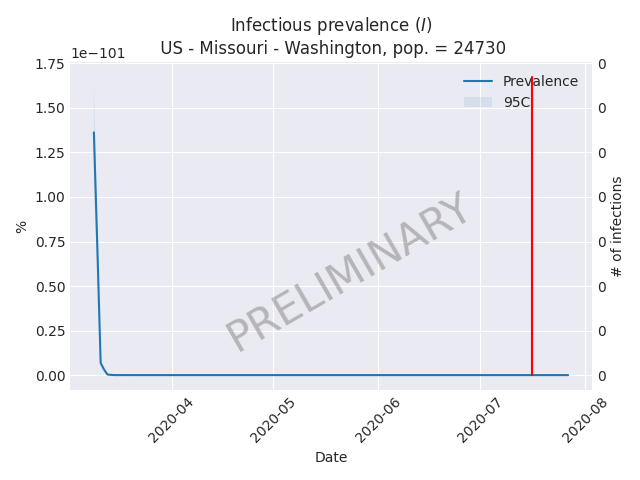 Infectious prevalence (I)
US - Missouri - Washington, pop. = 24730
1e−101
1.75
1.50
1.25
1.00
0.75
0.50
0.25
0.00
%
0
0
0
0
0
0
0
0
# of infections
Prevalence
95C
PRELIMINARY
2020-04
2020-05
2020-06
2020-07
2020-08
Date